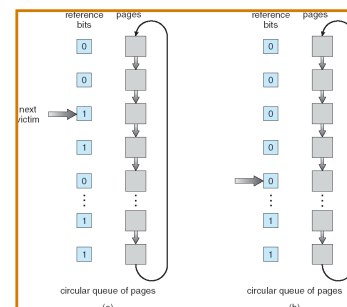 reference pages
bits
0
0
next
victim
1
1
0
1
1
circular queue of pages
(a)
reference pages
bits
0
0
0
0
0
1
1
circular queue of pages
(b)